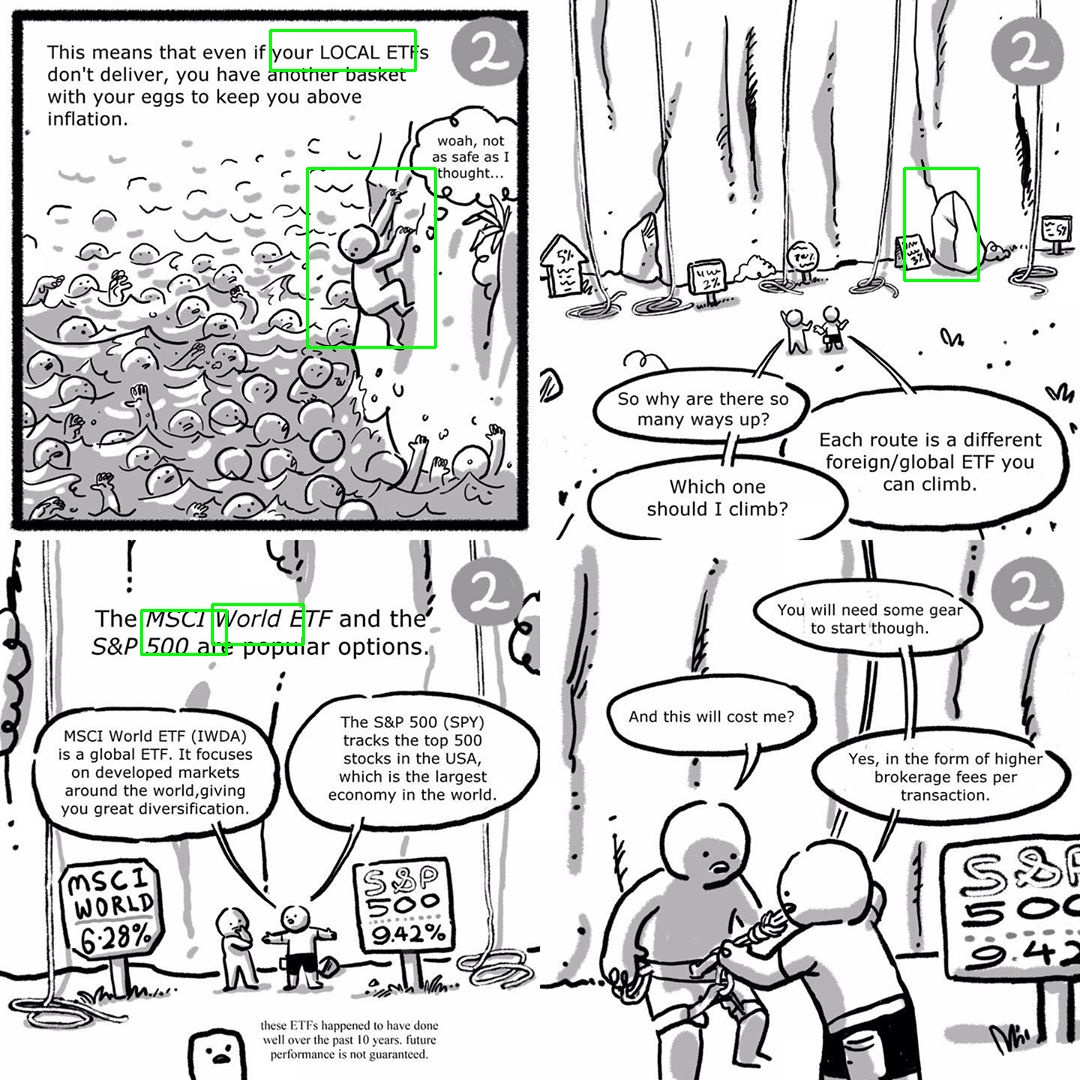 This means that even if your LOCAL ETFs
don't deliver, you have another basket
with your eggs to keep you above
inflation.
2
woah, not
as safe as I
thought...
2
5%
2%
5%
So why are there so
many ways up?
Each route is a different
foreign/global ETF you
can climb.
Which one
should I climb?
2
The MSCI World ETF and the
S&P 500 are popular options.
MSCI World ETF (IWDA)
is a global ETF. It focuses
on developed markets
around the world,giving
you great diversification.
The S&P 500 (SPY)
tracks the top 500
stocks in the USA,
which is the largest
economy in the world.
MSCI
WORLD
6.28%
S&P
500
9.42%
these ETFs happened to have done
well over the past 10 years. future
performance is not guaranteed.
2
You will need some gear
to start though.
And this will cost me?
Yes, in the form of higher
brokerage fees per
transaction.
S&P
500
9.42